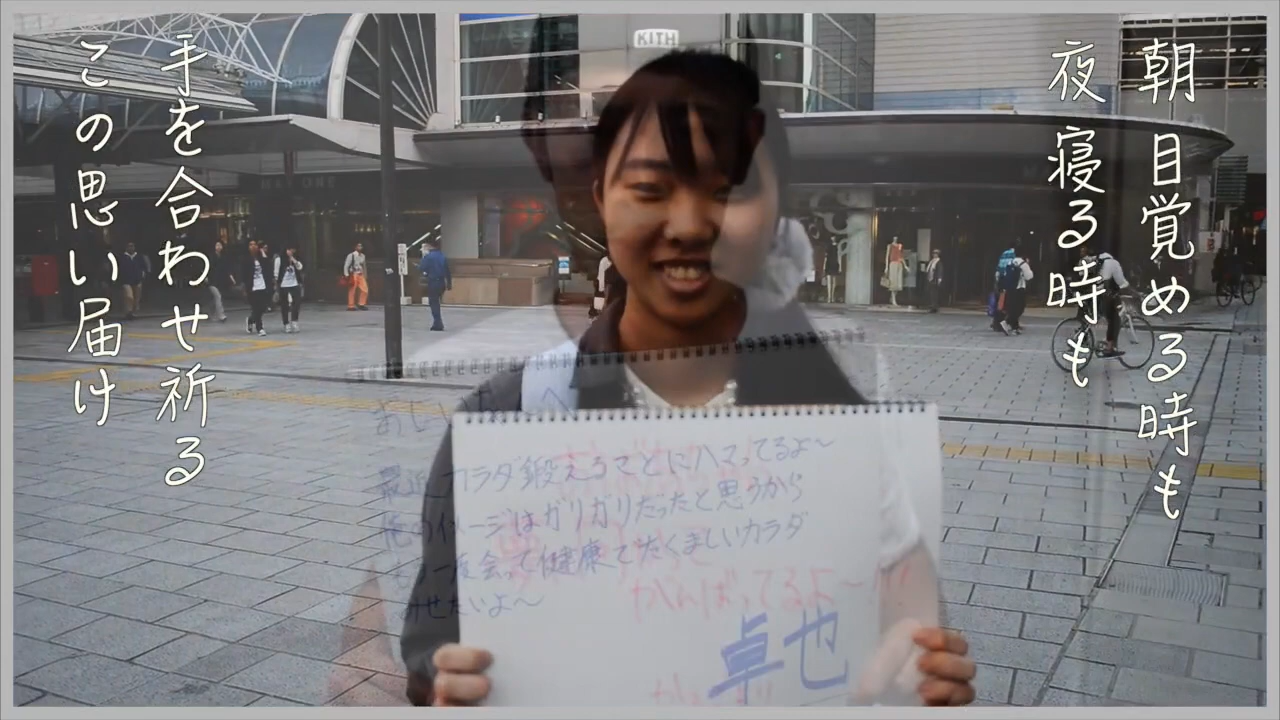 朝 目覚める時も
夜 寝る時も
手を合わせ祈る
この思い届け
KITH
最近カラダ鍛えることにハマってるよ〜
俺のイメージはガリガリだったと思うから
もう一度会って健康でたくましいカラダ
見せたいよ〜
がんばってるよ〜!!!
卓也